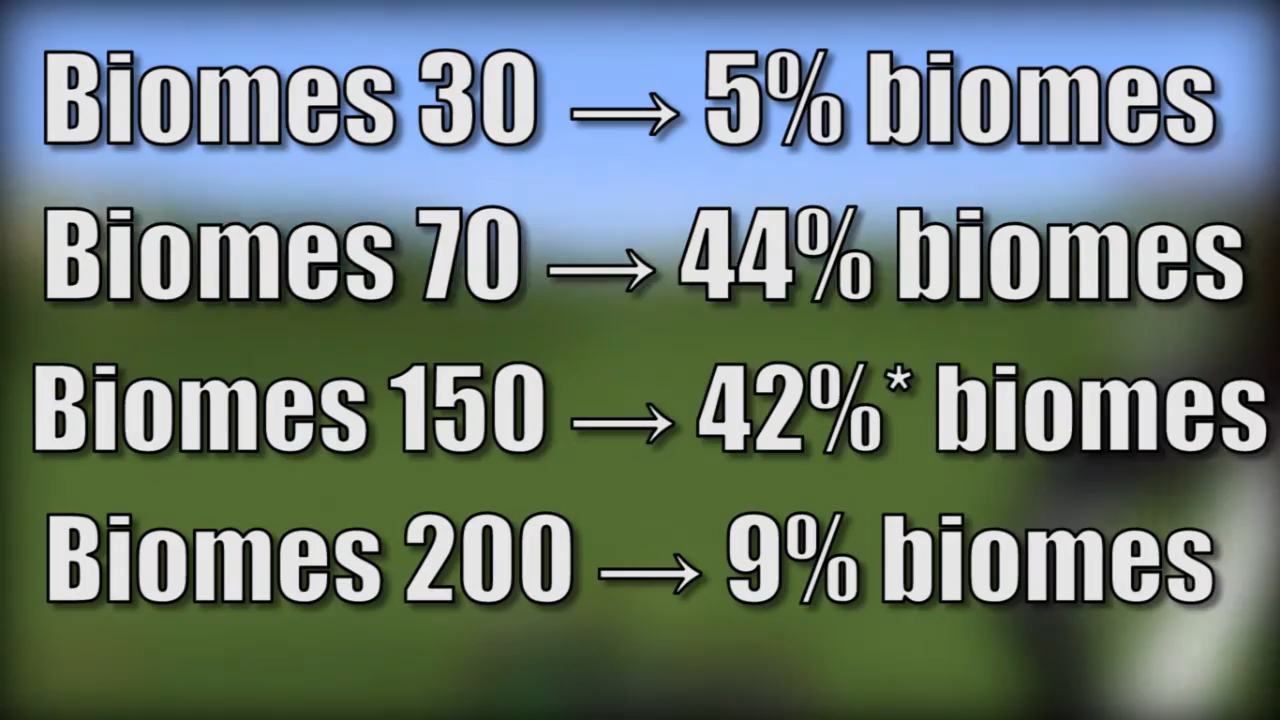 Biomes 30 → 5% biomes
Biomes 70 → 44% biomes
Biomes 150 → 42%* biomes
Biomes 200 → 9% biomes